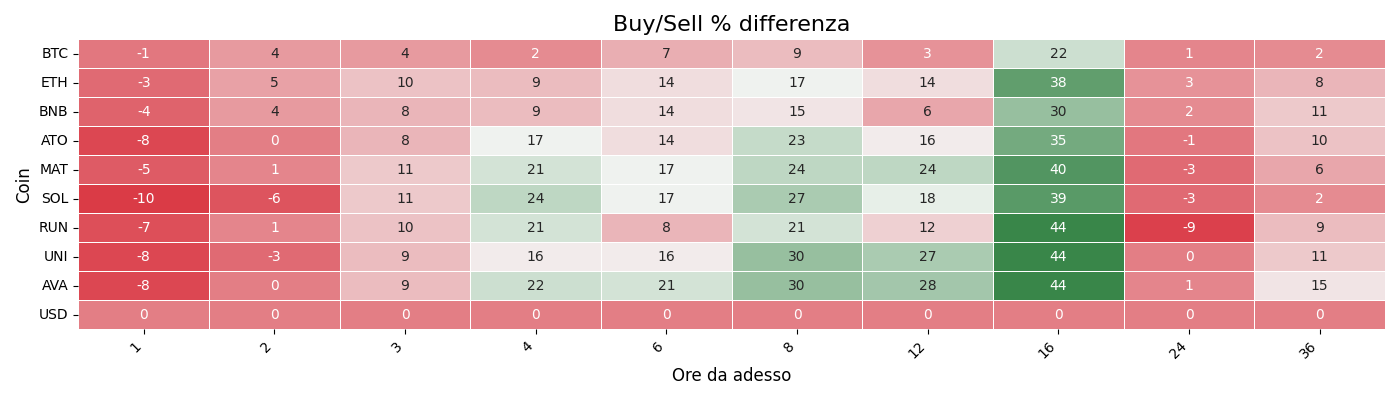 Buy/Sell % differenza
Coin
BTC -1 4 4 2 7 9 3 22 1 2
ETH -3 5 10 9 14 17 14 38 3 8
BNB -4 4 8 9 14 15 6 30 2 11
ATO -8 0 8 17 14 23 16 35 -1 10
MAT -5 1 11 21 17 24 24 40 -3 6
SOL -10 -6 11 24 17 27 18 39 -3 2
RUN -7 1 10 21 8 21 12 44 -9 9
UNI -8 -3 9 16 16 30 27 44 0 11
AVA -8 0 9 22 21 30 28 44 1 15
USD 0 0 0 0 0 0 0 0 0 0
1 2 3 4 6 8 12 16 24 36
Ore da adesso